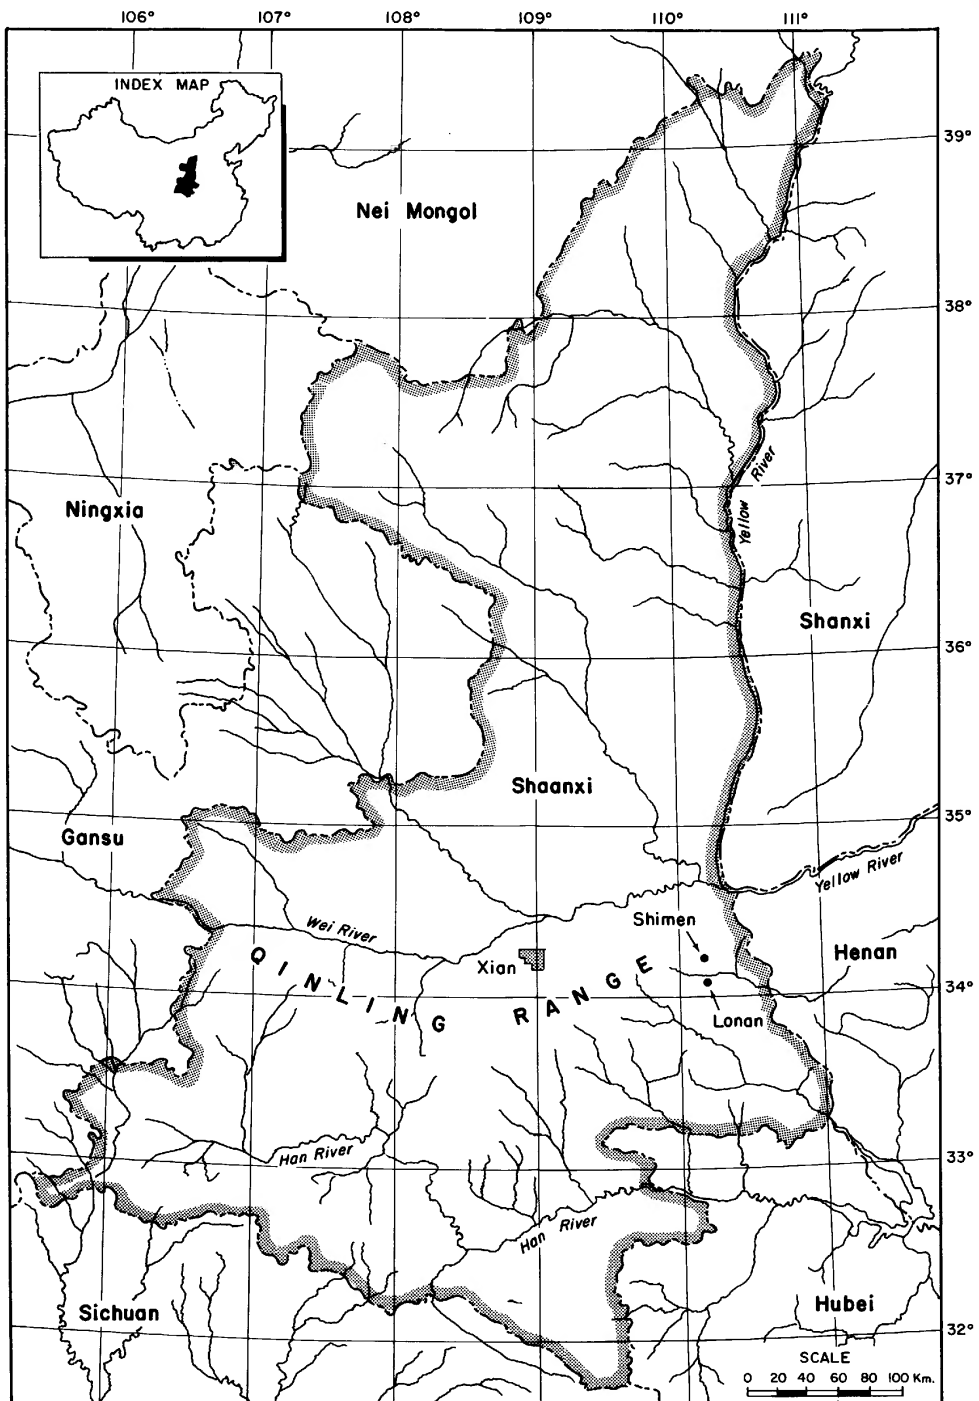 106° 107° 108° 109° 110° 111°
INDEX MAP
39°
Nei Mongol
38°
Yellow River
37°
Ningxia
Shanxi
36°
Shaanxi
35°
Gansu
Yellow River
Shimen
Wei River
Henan
Xian
QINLING RANGE
34°
Lonan
33°
Han River
Han River
Sichuan
Hubei
32°
SCALE
0 20 40 60 80 100 Km.